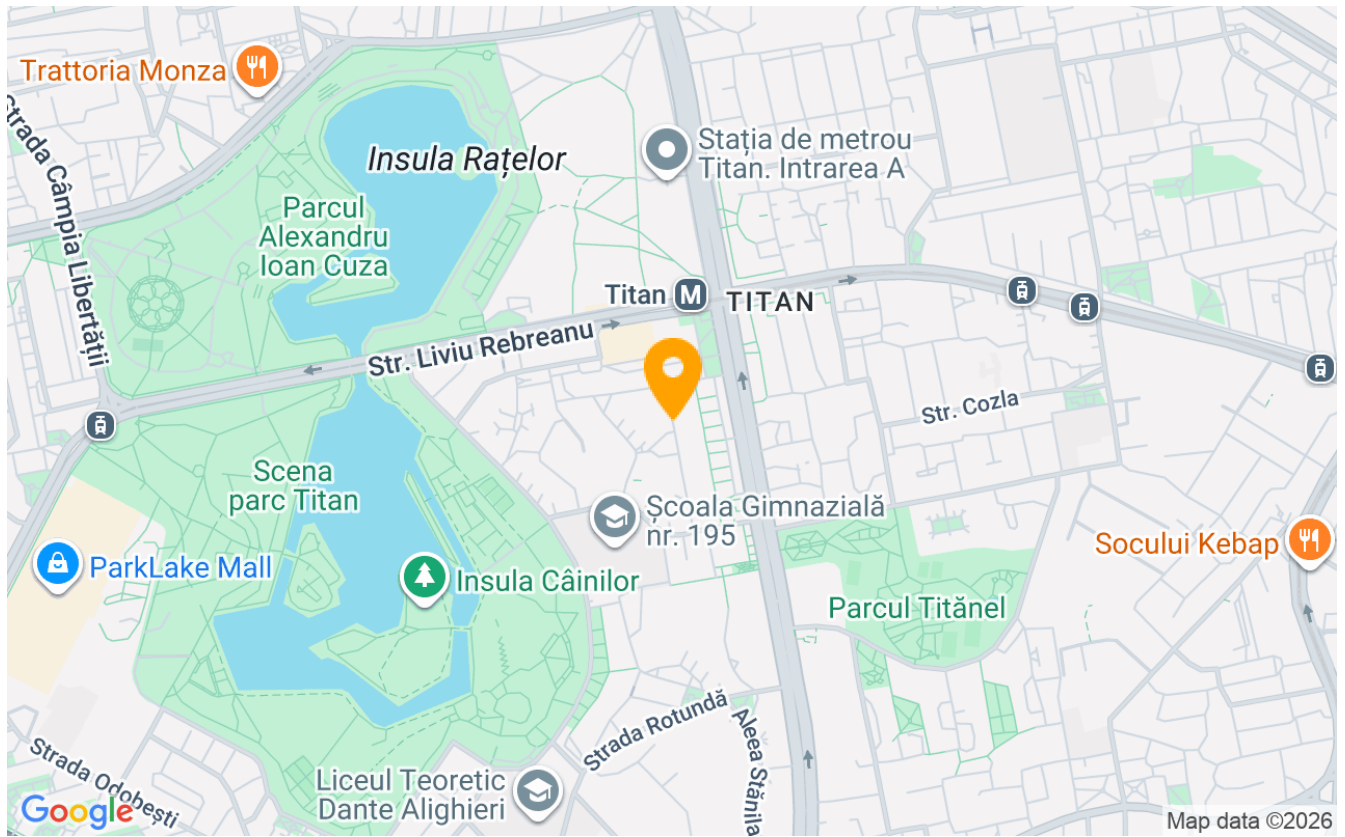 Trattoria Monza
Strada Câmpia Libertății
Insula Rațelor
Stația de metrou
Titan. Intrarea A
Parcul
Alexandru
Ioan Cuza
Titan M
TITAN
Str. Liviu Rebreanu
Str. Cozla
Scena
parc Titan
Școala Gimnazială
nr. 195
Socului Kebap
ParkLake Mall
Insula Câinilor
Parcul Titănel
Strada Rotundă
Aleea Stănila
Strada Odobești
Liceul Teoretic
Dante Alighieri
Google
Map data ©2026